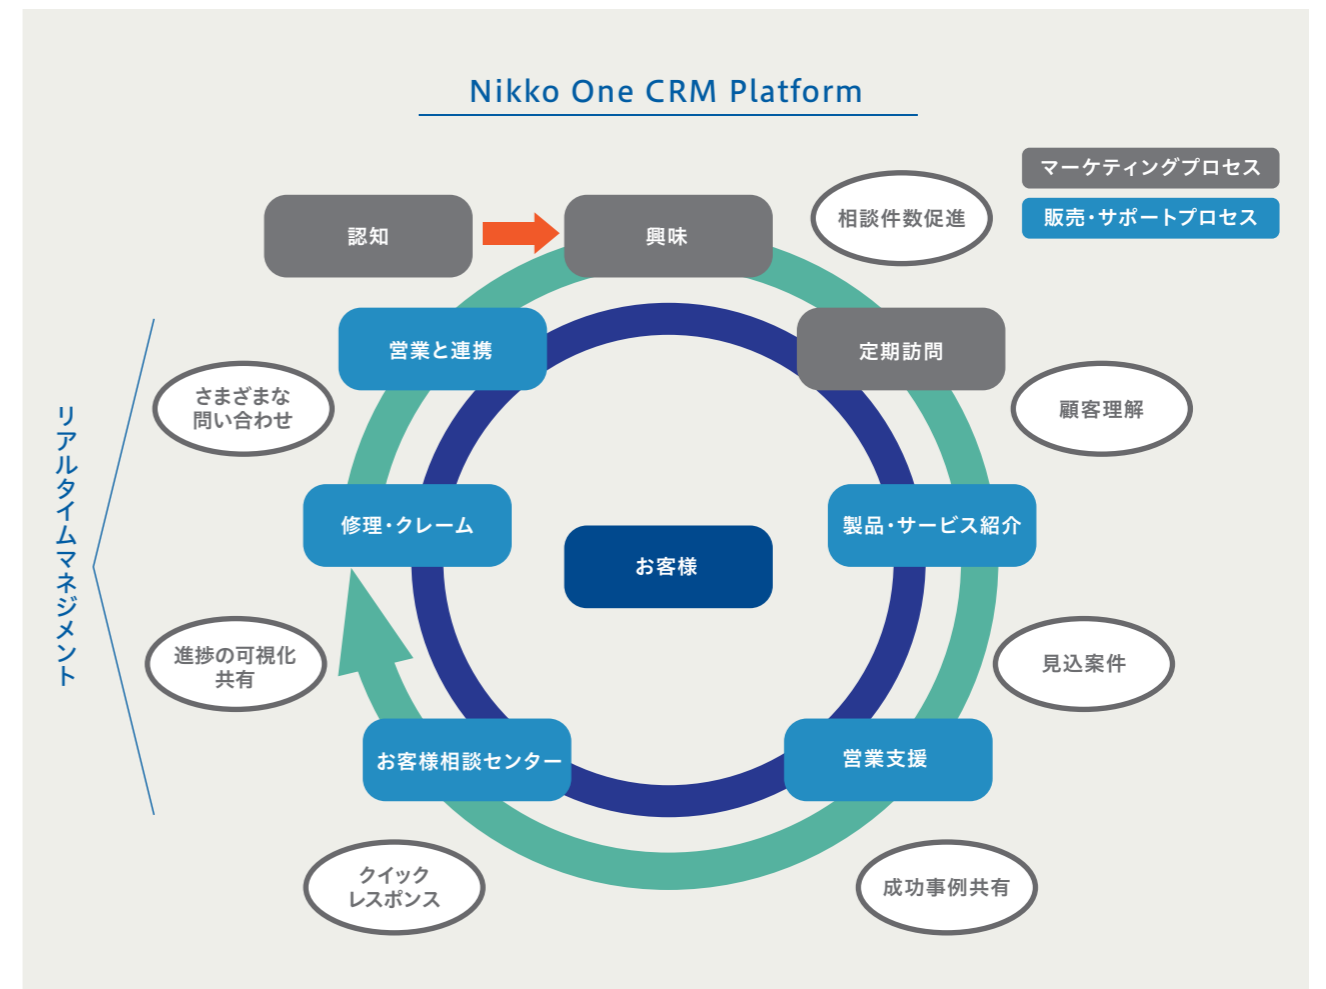 Nikko One CRM Platform
マーケティングプロセス
販売・サポートプロセス
認知
興味
相談件数促進
営業と連携
定期訪問
さまざまな
問い合わせ
顧客理解
リアルタイムマネジメント
修理・クレーム
お客様
製品・サービス紹介
進捗の可視化
共有
見込案件
お客様相談センター
営業支援
クイック
レスポンス
成功事例共有